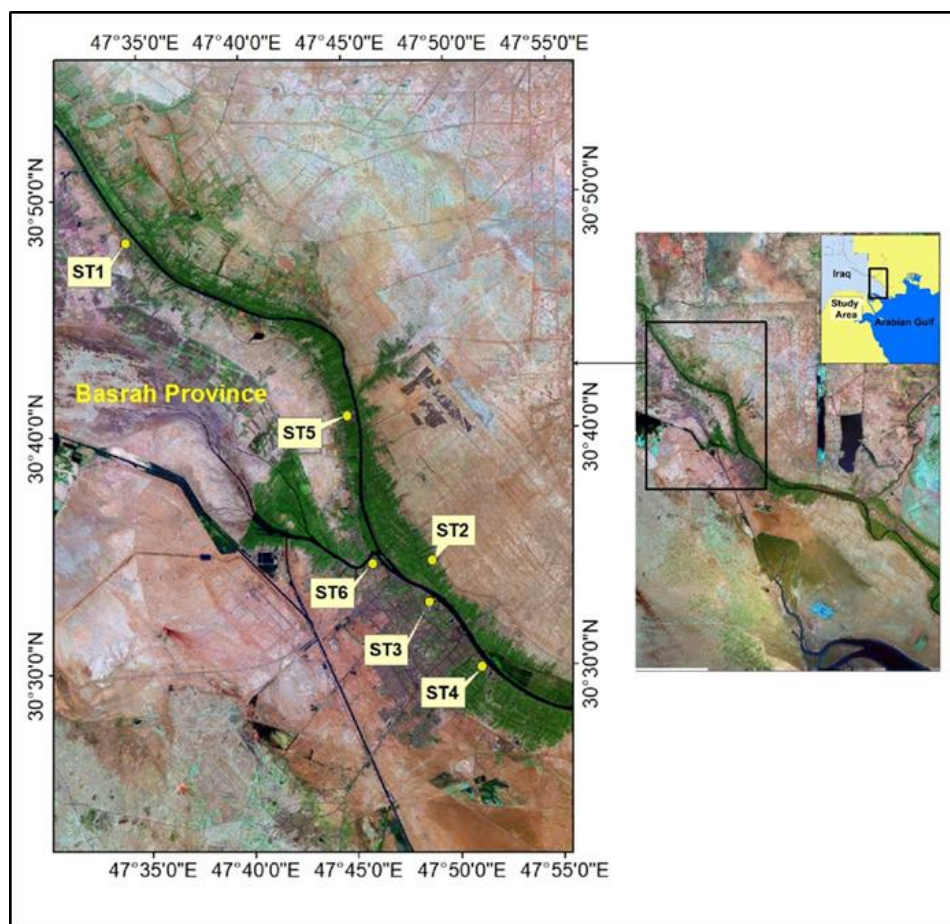 47°35'0"E 47°40'0"E 47°45'0"E 47°50'0"E 47°55'0"E
30°50'0"N
30°50'0"N
ST1
Iraq
Study
Area
Arabian Gulf
Basrah Province
ST5
30°40'0"N
30°40'0"N
ST2
ST6
ST3
ST4
30°30'0"N
30°30'0"N
47°35'0"E 47°40'0"E 47°45'0"E 47°50'0"E 47°55'0"E